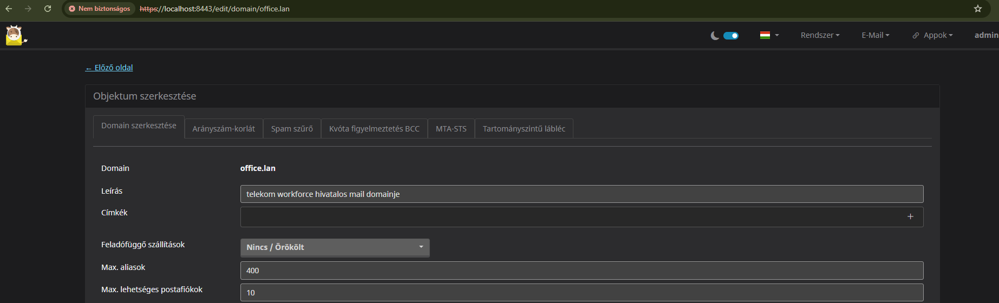 Nem biztonságos https://localhost:8443/edit/domain/office.lan
Rendszer E-Mail Appok admin
← Előző oldal
Objektum szerkesztése
Domain szerkesztése Arányszám-korlát Spam szűrő Kvóta figyelmeztetés BCC MTA-STS Tartományszintű lábléc
Domain office.lan
Leírás telekom workforce hivatalos mail domainje
Címkék
Feladófüggő szállítások Nincs / Örökölt
Max. aliasok 400
Max. lehetséges postafiókok 10